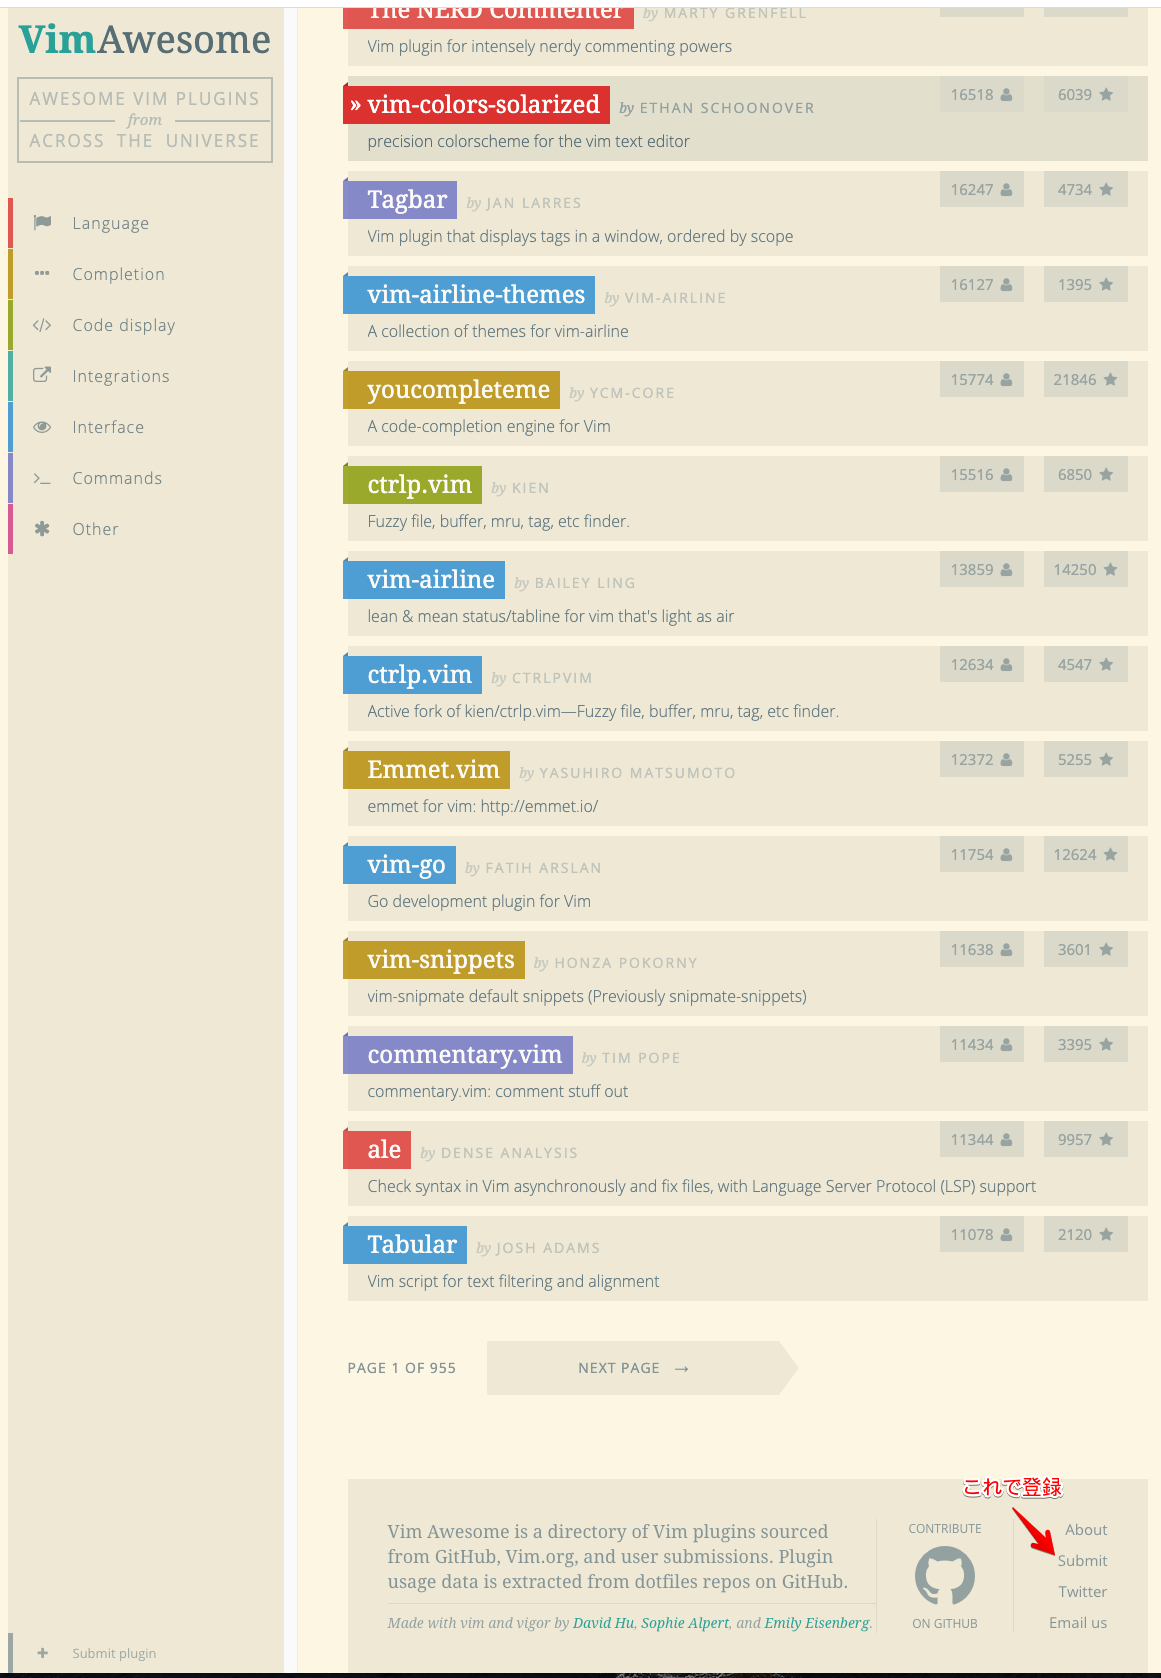 VimAwesome
AWESOME VIM PLUGINS
from
ACROSS THE UNIVERSE
Language
Completion
Code display
Integrations
Interface
Commands
Other
Submit plugin
The NERD Commenter by MARTY GRENFELL
Vim plugin for intensely nerdy commenting powers
» vim-colors-solarized by ETHAN SCHOONOVER 16518 6039
precision colorscheme for the vim text editor
Tagbar by JAN LARRES 16247 4734
Vim plugin that displays tags in a window, ordered by scope
vim-airline-themes by VIM-AIRLINE 16127 1395
A collection of themes for vim-airline
youcompleteme by YCM-CORE 15774 21846
A code-completion engine for Vim
ctrlp.vim by KIEN 15516 6850
Fuzzy file, buffer, mru, tag, etc finder.
vim-airline by BAILEY LING 13859 14250
lean & mean status/tabline for vim that's light as air
ctrlp.vim by CTRLPVIM 12634 4547
Active fork of kien/ctrlp.vim—Fuzzy file, buffer, mru, tag, etc finder.
Emmet.vim by YASUHIRO MATSUMOTO 12372 5255
emmet for vim: http://emmet.io/
vim-go by FATIH ARSLAN 11754 12624
Go development plugin for Vim
vim-snippets by HONZA POKORNY 11638 3601
vim-snipmate default snippets (Previously snipmate-snippets)
commentary.vim by TIM POPE 11434 3395
commentary.vim: comment stuff out
ale by DENSE ANALYSIS 11344 9957
Check syntax in Vim asynchronously and fix files, with Language Server Protocol (LSP) support
Tabular by JOSH ADAMS 11078 2120
Vim script for text filtering and alignment
PAGE 1 OF 955 NEXT PAGE →
Vim Awesome is a directory of Vim plugins sourced
from GitHub, Vim.org, and user submissions. Plugin
usage data is extracted from dotfiles repos on GitHub.
Made with vim and vigor by David Hu, Sophie Alpert, and Emily Eisenberg.
CONTRIBUTE
ON GITHUB
これで登録
About
Submit
Twitter
Email us